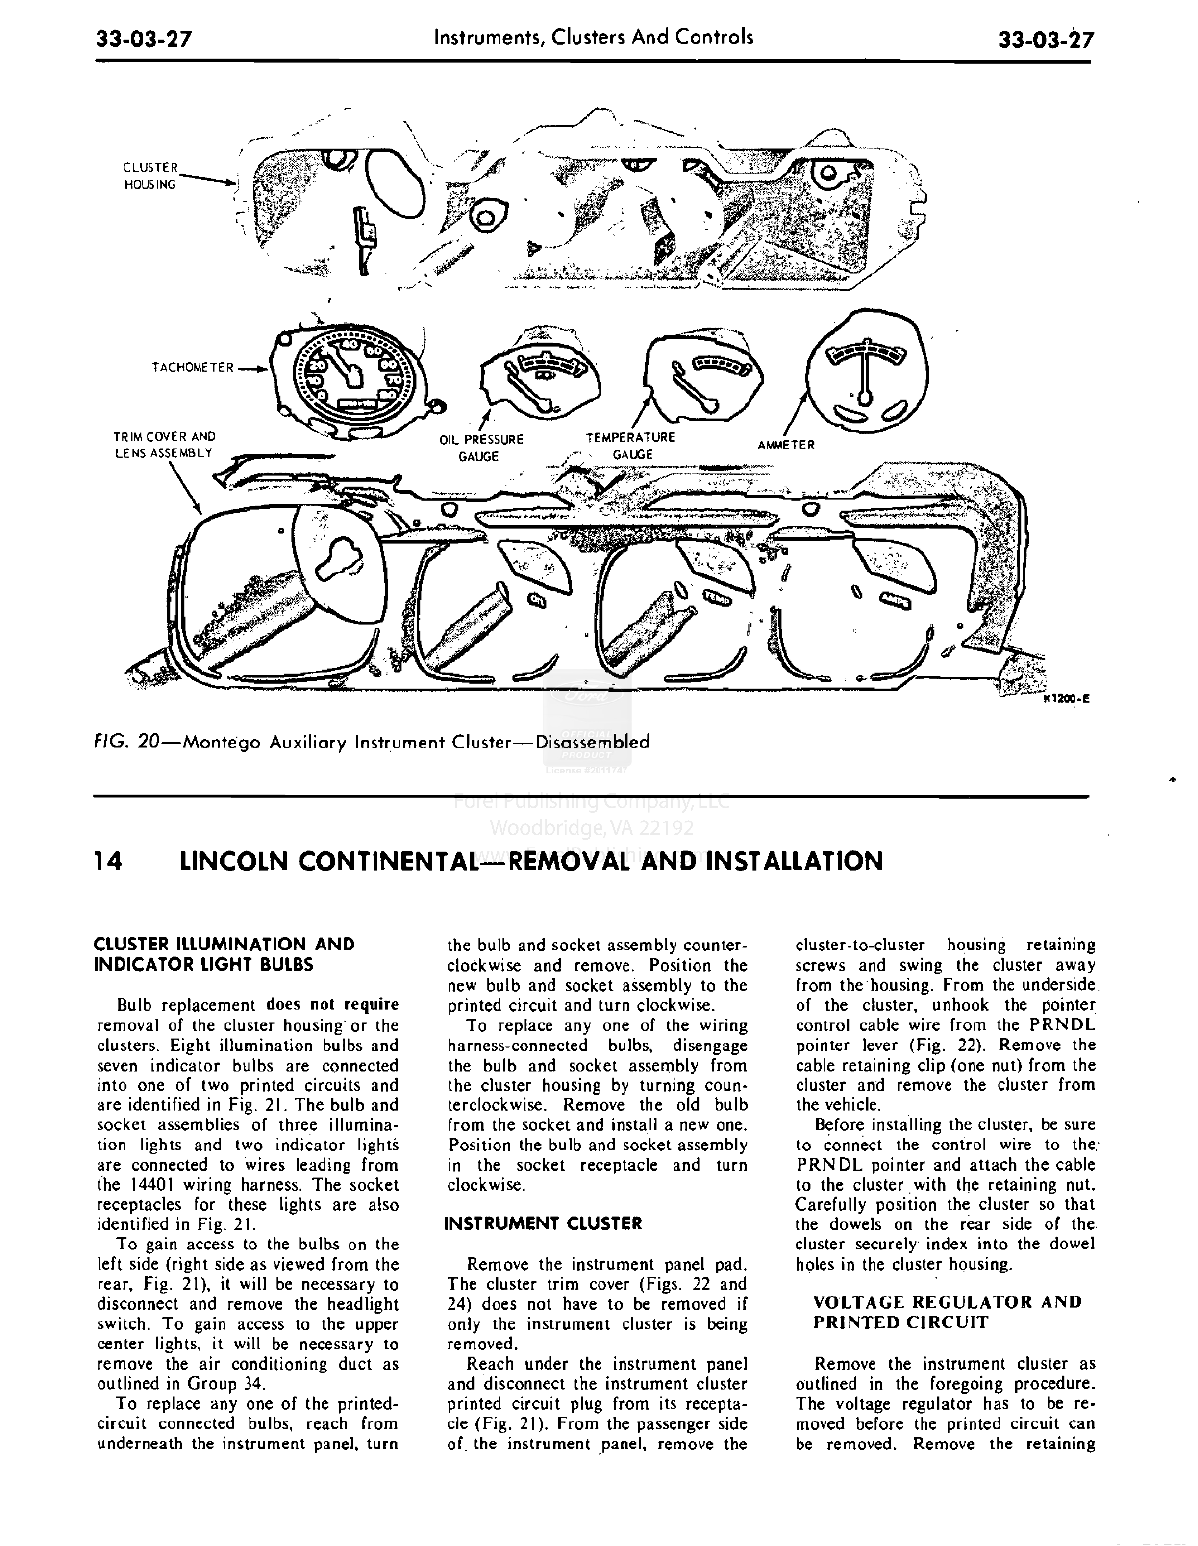 33-03-27
Instruments, Clusters And Controls
33-03-27
CLUSTER
HOUSING
TACHOMETER
TRIM COVER AND
LENS ASSEMBLY
OIL PRESSURE
GAUGE
TEMPERATURE
GAUGE
AMMETER
K1200-E
FIG. 20—Montego Auxiliary Instrument Cluster—Disassembled
Forel Publishing Company, LLC
Woodbridge, VA 22192
14 LINCOLN CONTINENTAL—REMOVAL AND INSTALLATION
CLUSTER ILLUMINATION AND
INDICATOR LIGHT BULBS
Bulb replacement does not require
removal of the cluster housing or the
clusters. Eight illumination bulbs and
seven indicator bulbs are connected
into one of two printed circuits and
are identified in Fig. 21. The bulb and
socket assemblies of three illumina-
tion lights and two indicator lights
are connected to wires leading from
the 14401 wiring harness. The socket
receptacles for these lights are also
identified in Fig. 21.
To gain access to the bulbs on the
left side (right side as viewed from the
rear, Fig. 21), it will be necessary to
disconnect and remove the headlight
switch. To gain access to the upper
center lights, it will be necessary to
remove the air conditioning duct as
outlined in Group 34.
To replace any one of the printed-
circuit connected bulbs, reach from
underneath the instrument panel, turn
the bulb and socket assembly counter-
clockwise and remove. Position the
new bulb and socket assembly to the
printed circuit and turn clockwise.
To replace any one of the wiring
harness-connected bulbs, disengage
the bulb and socket assembly from
the cluster housing by turning coun-
terclockwise. Remove the old bulb
from the socket and install a new one.
Position the bulb and socket assembly
in the socket receptacle and turn
clockwise.
INSTRUMENT CLUSTER
Remove the instrument panel pad.
The cluster trim cover (Figs. 22 and
24) does not have to be removed if
only the instrument cluster is being
removed.
Reach under the instrument panel
and disconnect the instrument cluster
printed circuit plug from its recepta-
cle (Fig. 21). From the passenger side
of the instrument panel, remove the
cluster-to-cluster housing retaining
screws and swing the cluster away
from the housing. From the underside
of the cluster, unhook the pointer
control cable wire from the PRNDL
pointer lever (Fig. 22). Remove the
cable retaining clip (one nut) from the
cluster and remove the cluster from
the vehicle.
Before installing the cluster, be sure
to connect the control wire to the
PRNDL pointer and attach the cable
to the cluster with the retaining nut.
Carefully position the cluster so that
the dowels on the rear side of the
cluster securely index into the dowel
holes in the cluster housing.
VOLTAGE REGULATOR AND
PRINTED CIRCUIT
Remove the instrument cluster as
outlined in the foregoing procedure.
The voltage regulator has to be re-
moved before the printed circuit can
be removed. Remove the retaining